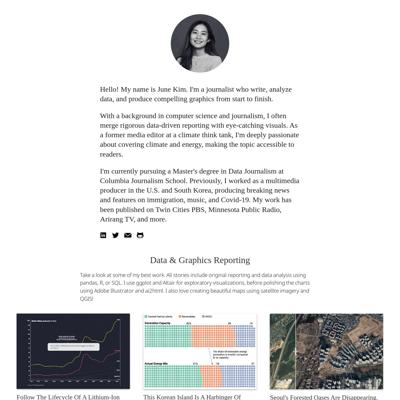 Hello! My name is June Kim. I'm a journalist who write, analyze
data, and produce compelling graphics from start to finish.
With a background in computer science and journalism, I often
merge rigorous data-driven reporting with eye-catching visuals. As
a former media editor at a climate think tank, I'm deeply passionate
about covering climate and energy, making the topic accessible to
readers.
I'm currently pursuing a Master's degree in Data Journalism at
Columbia Journalism School. Previously, I worked as a multimedia
producer in the U.S. and South Korea, producing breaking news
and features on immigration, music, and Covid-19. My work has
been published on Twin Cities PBS, Minnesota Public Radio,
Arirang TV, and more.
Data & Graphics Reporting
Take a look at some of my best work. All stories include original reporting and data analysis using
pandas, R, or SQL. I use ggplot and Altair for exploratory visualizations, before polishing the charts
using Adobe Illustrator and ai2html. I also love creating beautiful maps using satellite imagery and
QGIS!
Generation Capacity
Actual Energy Mix
Follow The Lifecycle Of A Lithium-Ion
This Korean Island Is A Harbinger Of
Seoul's Forested Oases Are Disappearing.